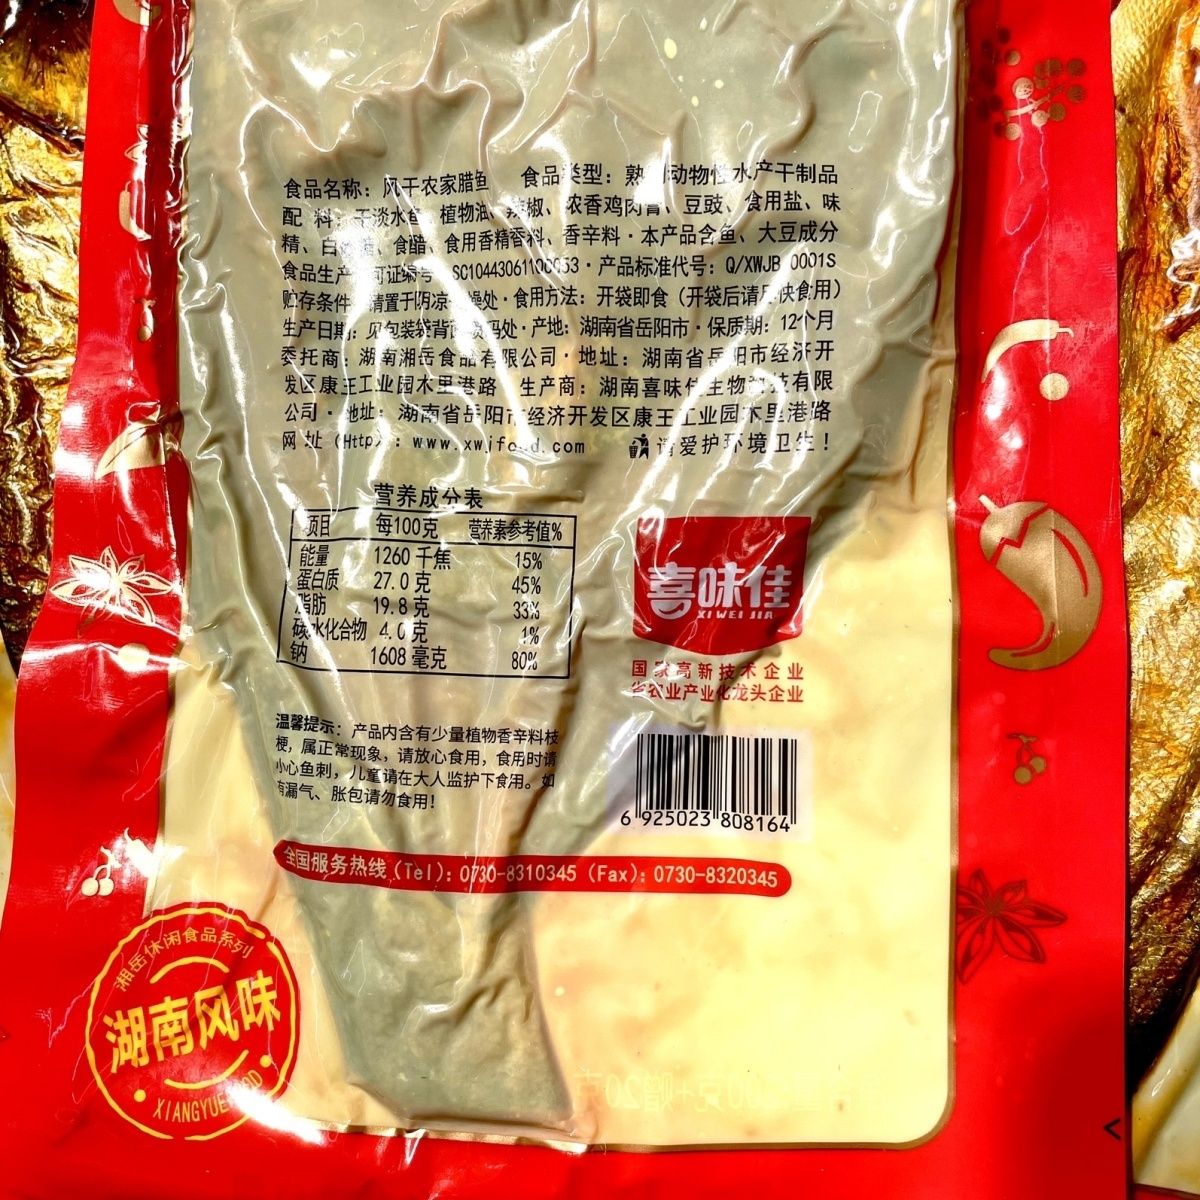 食品名称：风干农家腊鱼 食品类型：熟 动物性水产干制品
配 料：干淡水鱼、植物油、辣椒、浓香鸡肉膏、豆豉、食用盐、味
精、白 、食醋、食用香精香料、香辛料·本产品含鱼、大豆成分
食品生产 可证编号 SC10443061100053·产品标准代号：Q/XWJB 0001S
贮存条件 请置于阴凉 燥处·食用方法：开袋即食（开袋后请尽快食用）
生产日期：见包装袋背面 码处·产地：湖南省岳阳市·保质期：12个月
委托商：湖南湘岳食品有限公司·地址：湖南省岳阳市经济开
发区康王工业园木里港路 生产商：湖南喜味佳生物科技有限
公司·地址：湖南省岳阳市经济开发区康王工业园木里港路
网址（Http）：www.xwjfood.com 请爱护环境卫生！
营养成分表
项目 每100克 营养素参考值%
能量 1260 千焦 15%
蛋白质 27.0 克 45%
脂肪 19.8 克 33%
碳水化合物 4.0 克 1%
钠 1608 毫克 80%
喜味佳
XI WEI JIA
国家高新技术企业
省农业产业化龙头企业
温馨提示：产品内含有少量植物香辛料枝
梗，属正常现象，请放心食用，食用时请
小心鱼刺，儿童请在大人监护下食用。如
有漏气、胀包请勿食用！
6 925023 808164
全国服务热线（Tel）：0730-8310345（Fax）：0730-8320345
湘岳休闲食品系列
湖南风味
XIANGYUE FOOD